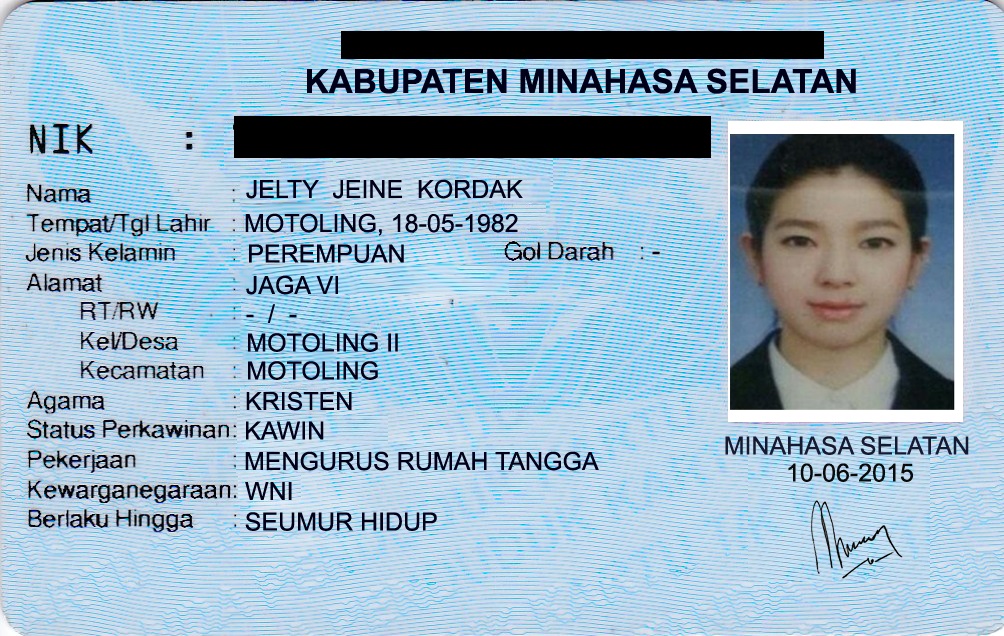 KABUPATEN MINAHASA SELATAN
NIK :
Nama : JELTY JEINE KORDAK
Tempat/Tgl Lahir : MOTOLING, 18-05-1982
Jenis Kelamin : PEREMPUAN Gol Darah : -
Alamat : JAGA VI
RT/RW : - / -
Kel/Desa : MOTOLING II
Kecamatan : MOTOLING
Agama : KRISTEN
Status Perkawinan: KAWIN
Pekerjaan : MENGURUS RUMAH TANGGA
Kewarganegaraan: WNI
Berlaku Hingga : SEUMUR HIDUP
MINAHASA SELATAN
10-06-2015